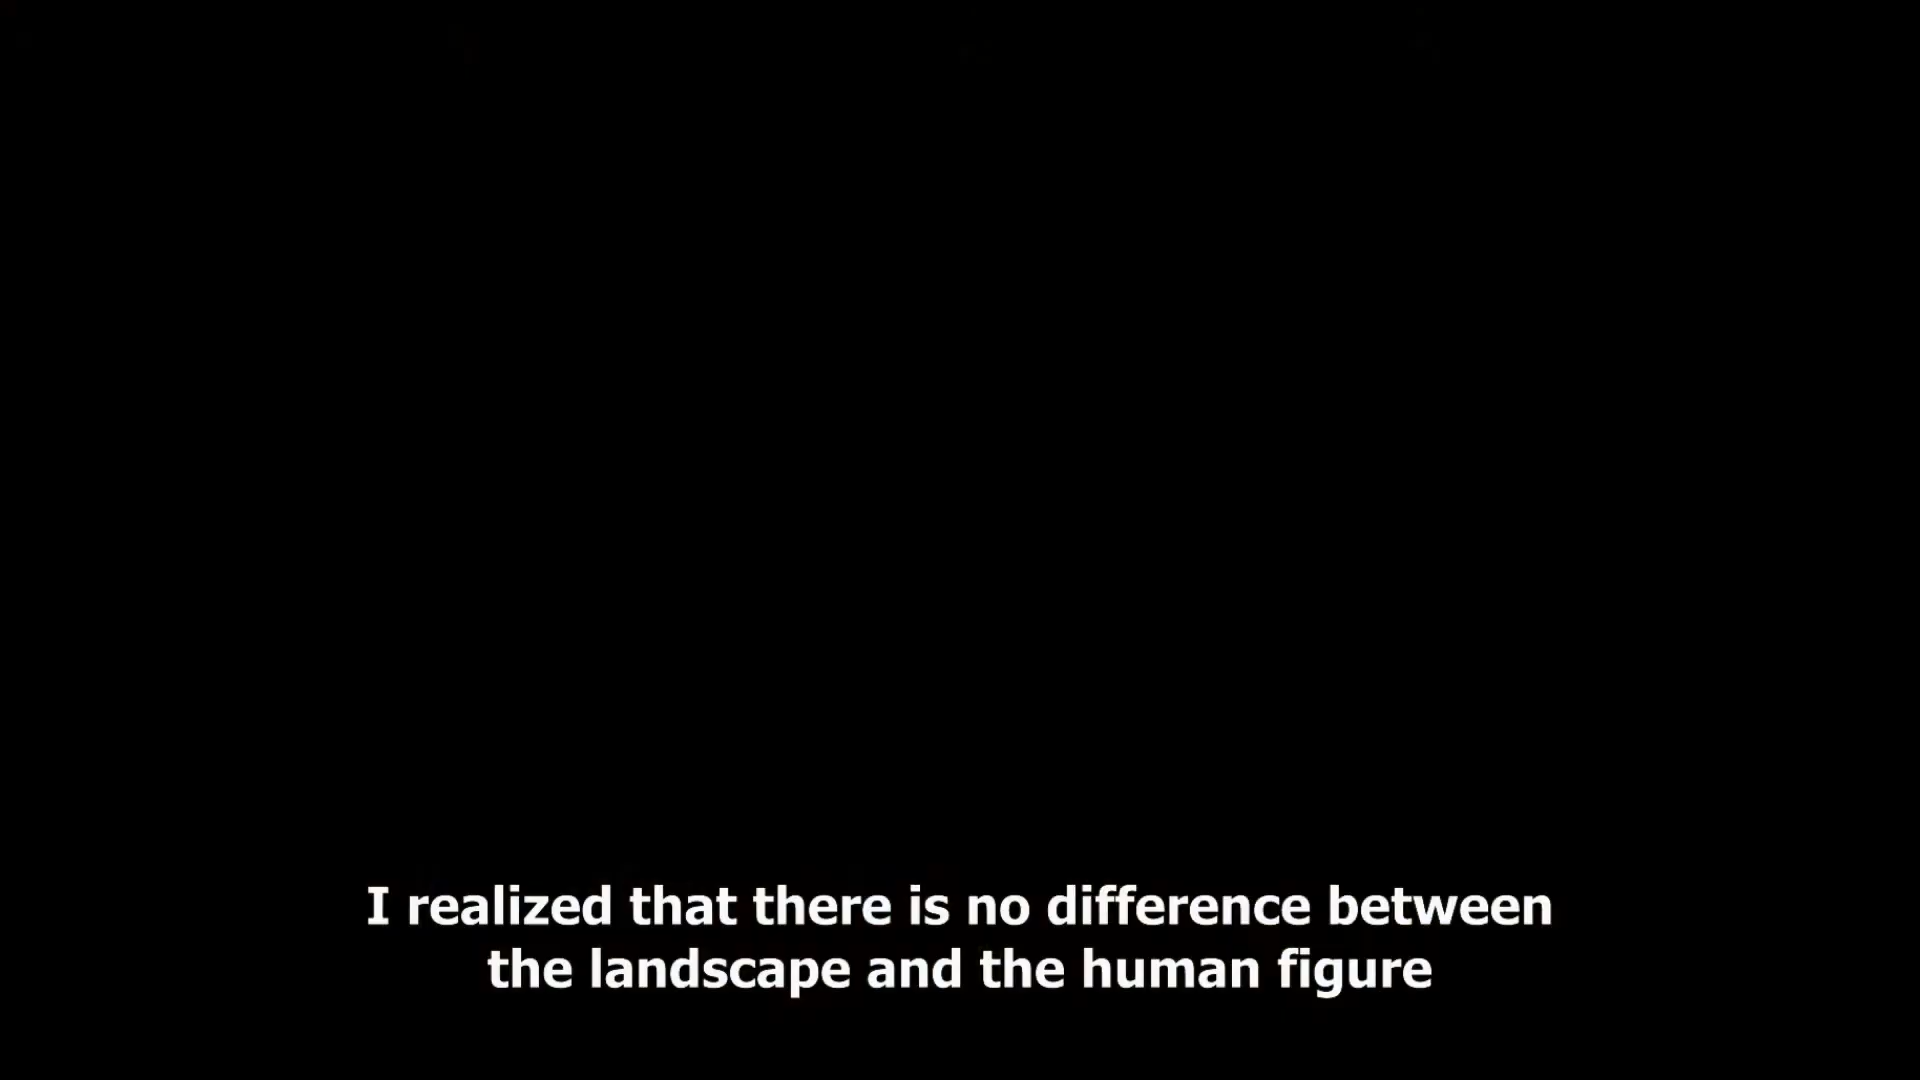 I realized that there is no difference between
the landscape and the human figure